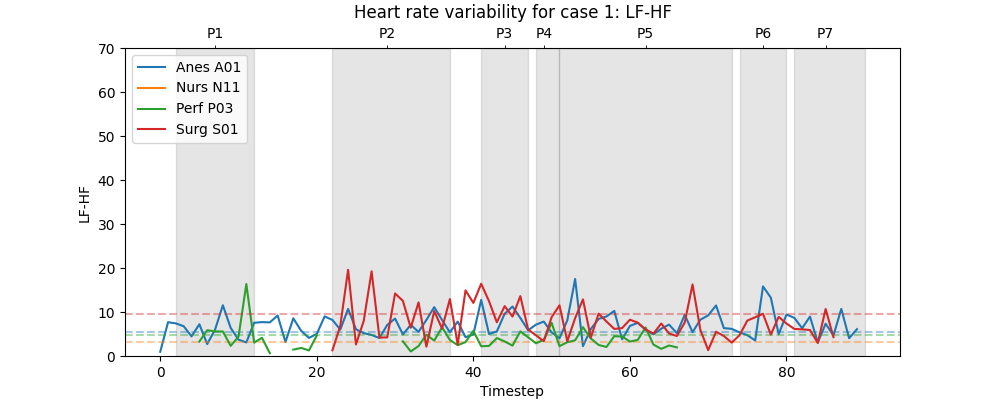 Heart rate variability for case 1: LF-HF
P1 P2 P3 P4 P5 P6 P7
70
60
50
40
30
20
10
0
LF-HF
Anes A01
Nurs N11
Perf P03
Surg S01
0 20 40 60 80
Timestep